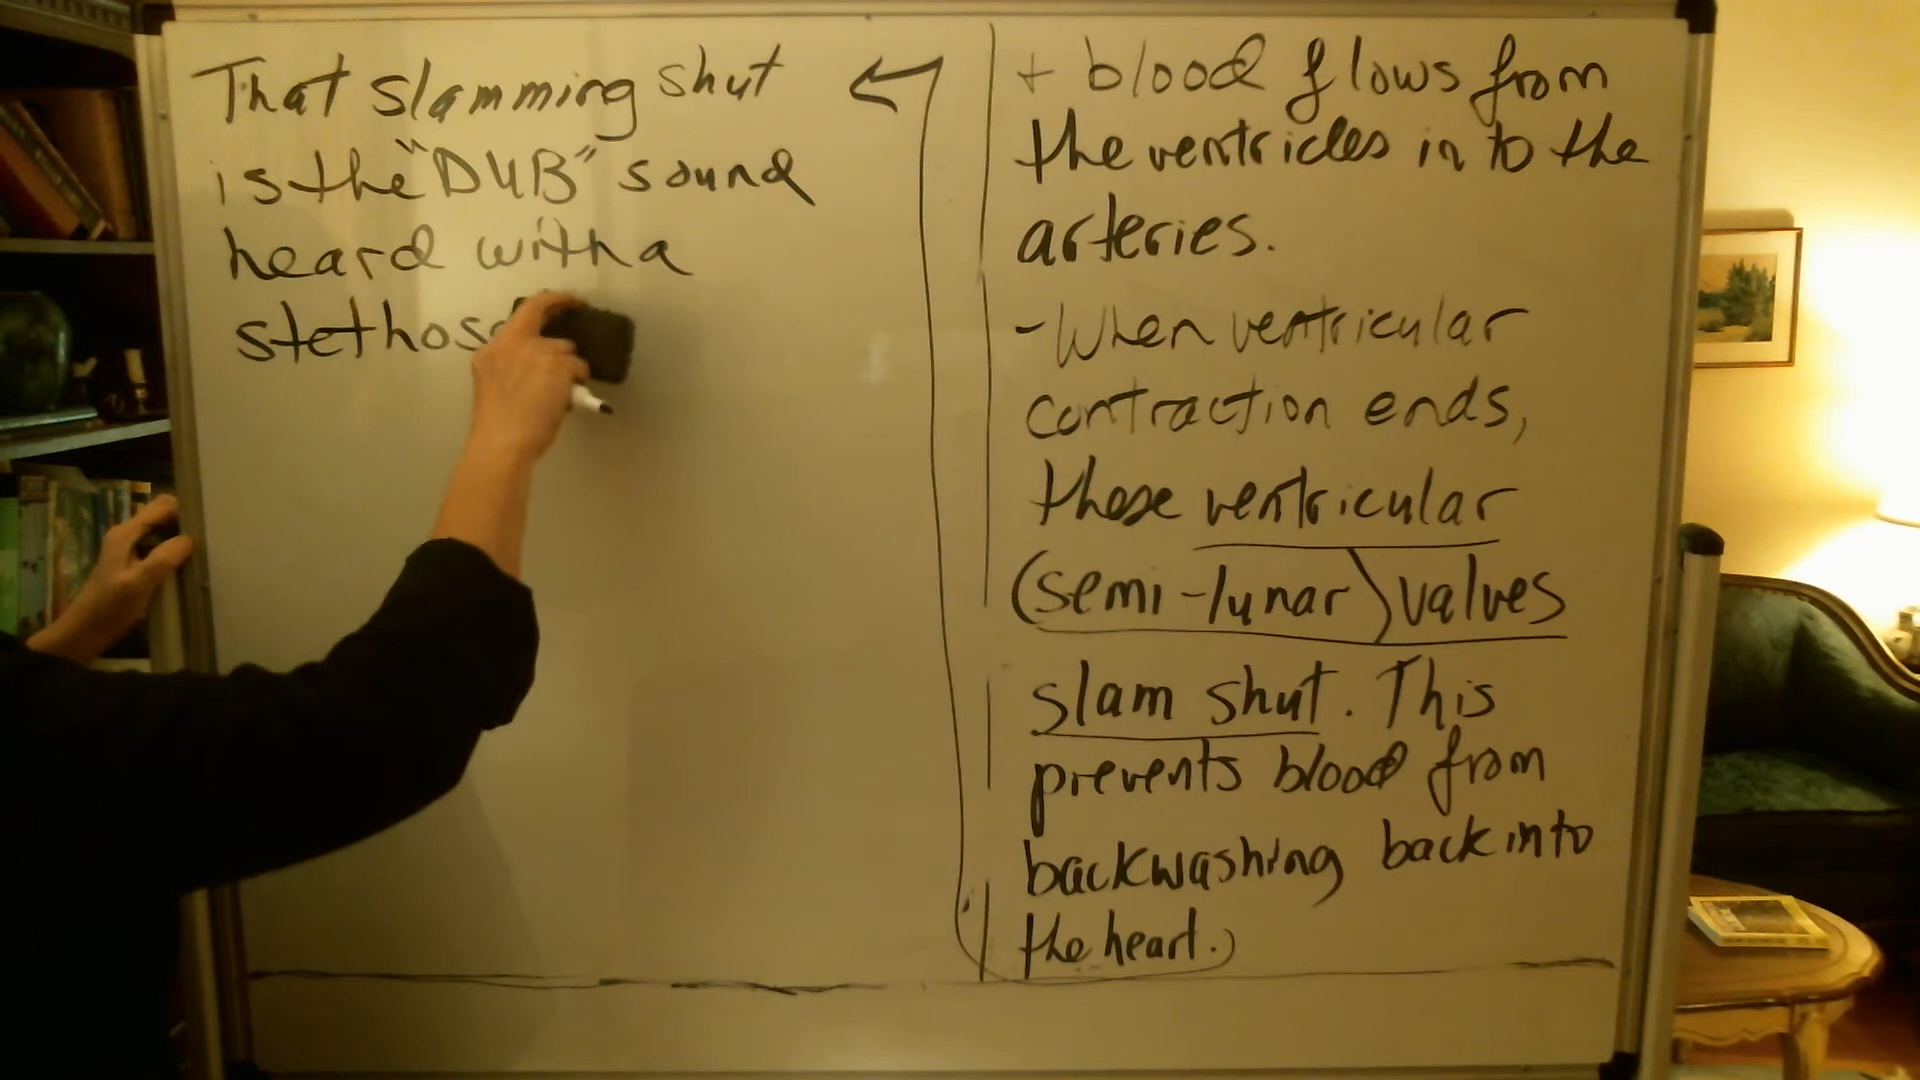 + blood flows from
the ventricles in to the
arteries.
- When ventricular
contraction ends,
these ventricular
(semi-lunar) valves
slam shut. This
prevents blood from
backwashing back into
the heart.)
That slamming shut
is the "DUB" sound
heard with a